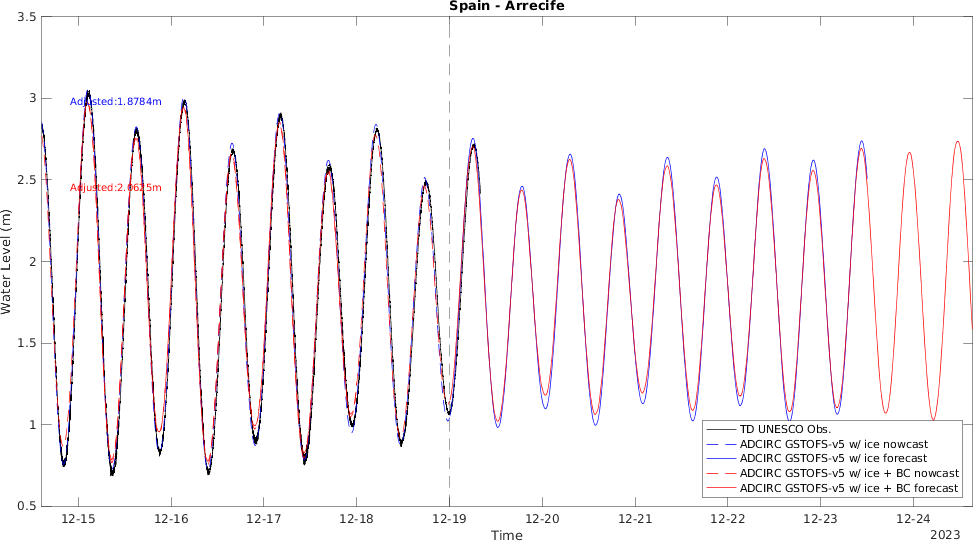 Spain - Arrecife
3.5
3
2.5
2
1.5
1
0.5
Water Level (m)
Adjusted:1.8784m
Adjusted:2.0625m
TD UNESCO Obs.
ADCIRC GSTOFS-v5 w/ ice nowcast
ADCIRC GSTOFS-v5 w/ ice forecast
ADCIRC GSTOFS-v5 w/ ice + BC nowcast
ADCIRC GSTOFS-v5 w/ ice + BC forecast
12-15 12-16 12-17 12-18 12-19 12-20 12-21 12-22 12-23 12-24
Time
2023